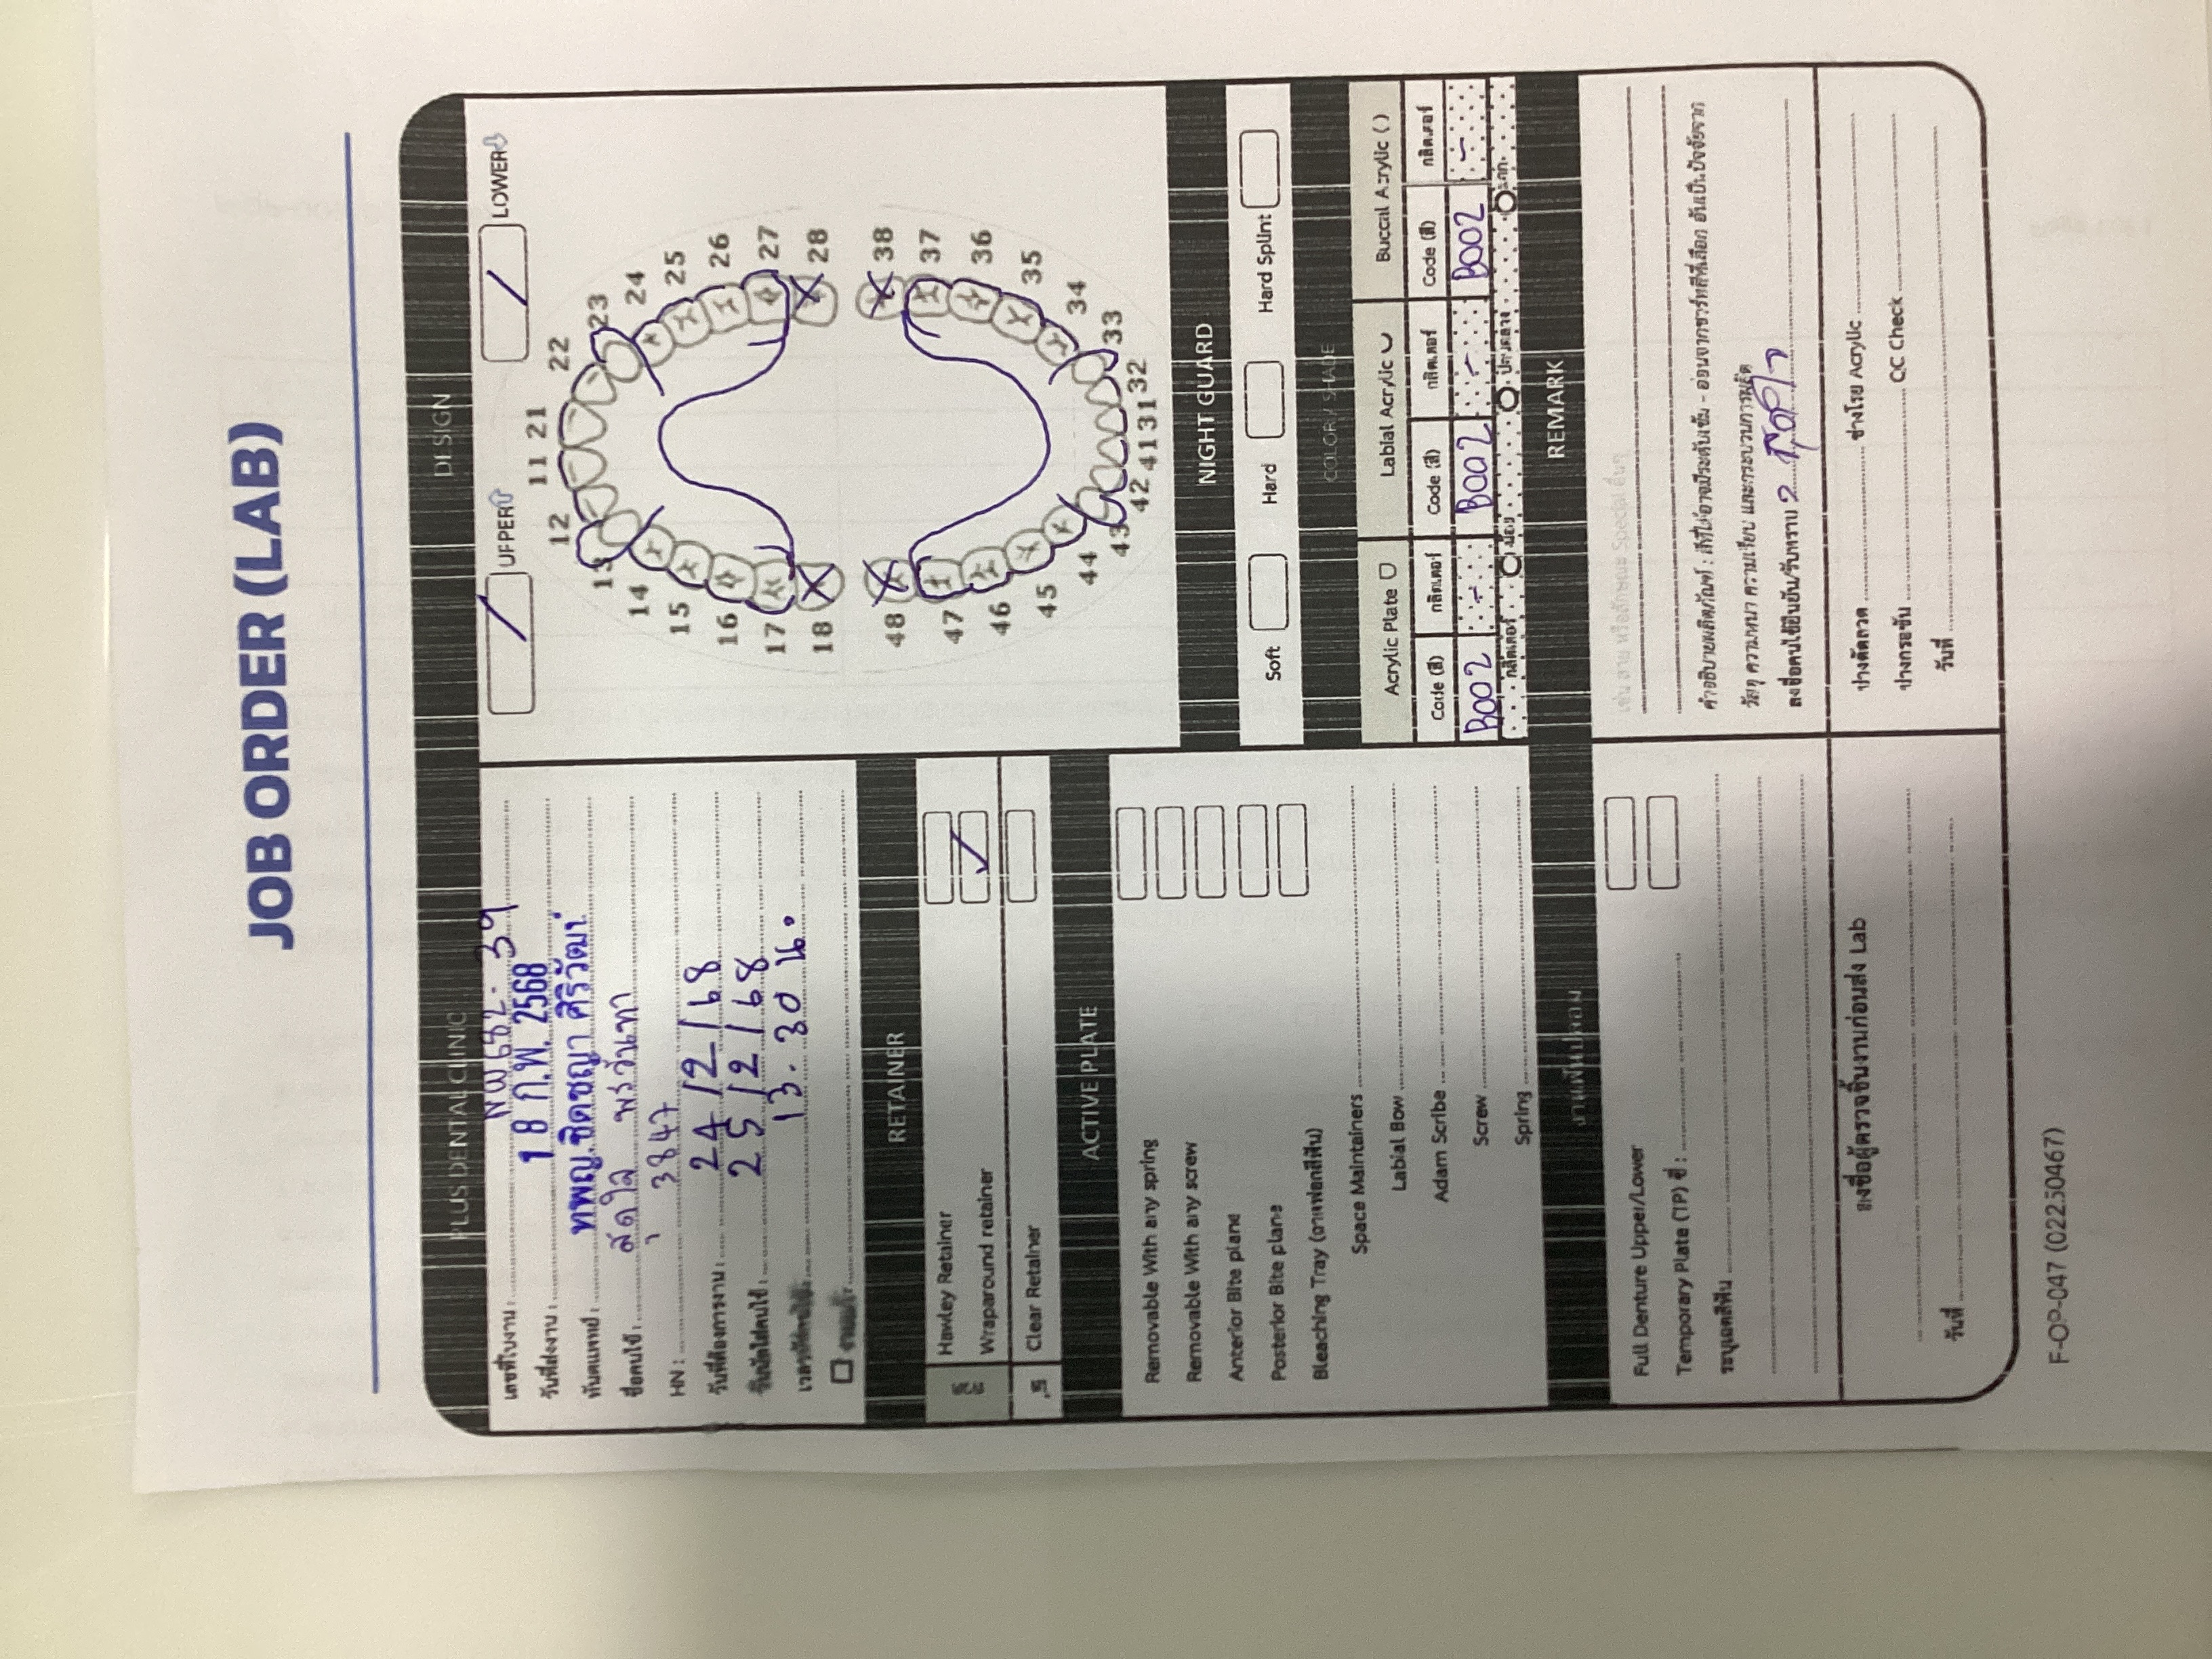 JOB ORDER (LAB)
PLUS DENTAL CLINIC
เลขที่ใบงาน : NW682-39
วันที่ส่งงาน : 18 ก.พ. 2568
ทันตแพทย์ : ทพญ.ชิดชญา ศิริวัฒน์
ชื่อคนไข้ : สุดใจ พรวันทา
HN : 3847
วันที่ต้องการงาน : 24/2/68
วันนัดใส่คนไข้ : 25/2/68
13.30 น.
งานแก้ :
RETAINER
ลวด
Hawley Retainer
Wraparound retainer ✓
ใส
Clear Retainer
ACTIVE PLATE
Removable With any spring
Removable With any screw
Anterior Bite plane
Posterior Bite plane
Bleaching Tray (ถาดฟอกสีฟัน)
Space Maintainers
Labial Bow
Adam Scribe
Screw
Spring
งานฟันปลอม
Full Denture Upper/Lower
Temporary Plate (TP) ซี่ :
ระบุเฉดสีฟัน
ลงชื่อผู้ตรวจชิ้นงานก่อนส่ง Lab
วันที่
DESIGN
/ UPPER / LOWER
11 21
12 22
13 23
14 24
15 25
16 26
17 27
18 28
48 38
47 37
46 36
45 35
44 34
43 33
42 41 31 32
NIGHT GUARD
Soft Hard Hard Splint
COLOR / SHADE
Acrylic Plate Labial Acrylic Buccal Acrylic ( )
Code (สี) กลิตเตอร์ Code (สี) กลิตเตอร์ Code (สี) กลิตเตอร์
B002 - B002 - B002 -
กลิตเตอร์ น้อย ปานกลาง มาก
REMARK
เช่น ลาย หรือลักษณะ Special อื่นๆ
คำอธิบายผลิตภัณฑ์ : สีที่ได้อาจมีระดับเข้ม - อ่อนจากชาร์ทสีที่เลือก อันเป็นปัจจัยจาก
วัสดุ ความหนา ความเรียบ และกระบวนการผลิต
ลงชื่อคนไข้ยืนยัน/รับทราบ สุดใจ
ช่างดัดลวด ช่างโรย Acrylic
ช่างกรอขัด QC Check
วันที่
F-OP-047 (02250467)